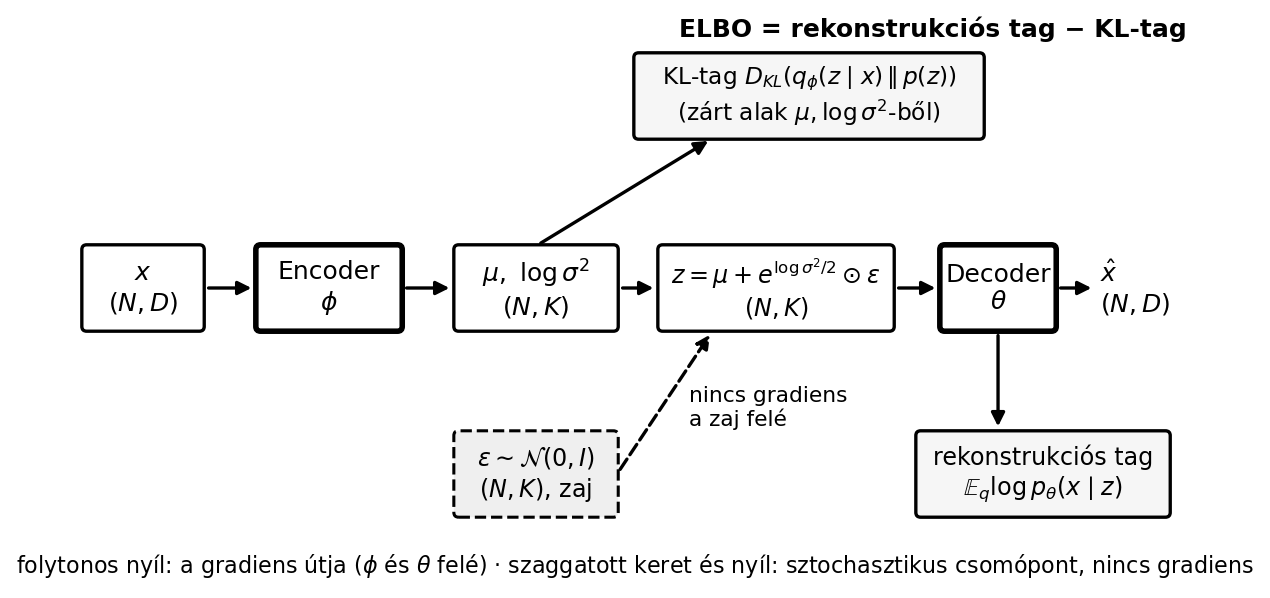 ELBO = rekonstrukciós tag − KL-tag
KL-tag D_{KL}(q_ϕ(z | x) ∥ p(z))
(zárt alak μ, log σ²-ből)
x
(N, D)
Encoder
ϕ
μ, log σ²
(N, K)
z = μ + e^{log σ²/2} ⊙ ε
(N, K)
Decoder
θ
x̂
(N, D)
nincs gradiens
a zaj felé
ε ∼ 𝒩(0, I)
(N, K), zaj
rekonstrukciós tag
𝔼_q log p_θ(x | z)
folytonos nyíl: a gradiens útja (ϕ és θ felé) · szaggatott keret és nyíl: sztochasztikus csomópont, nincs gradiens